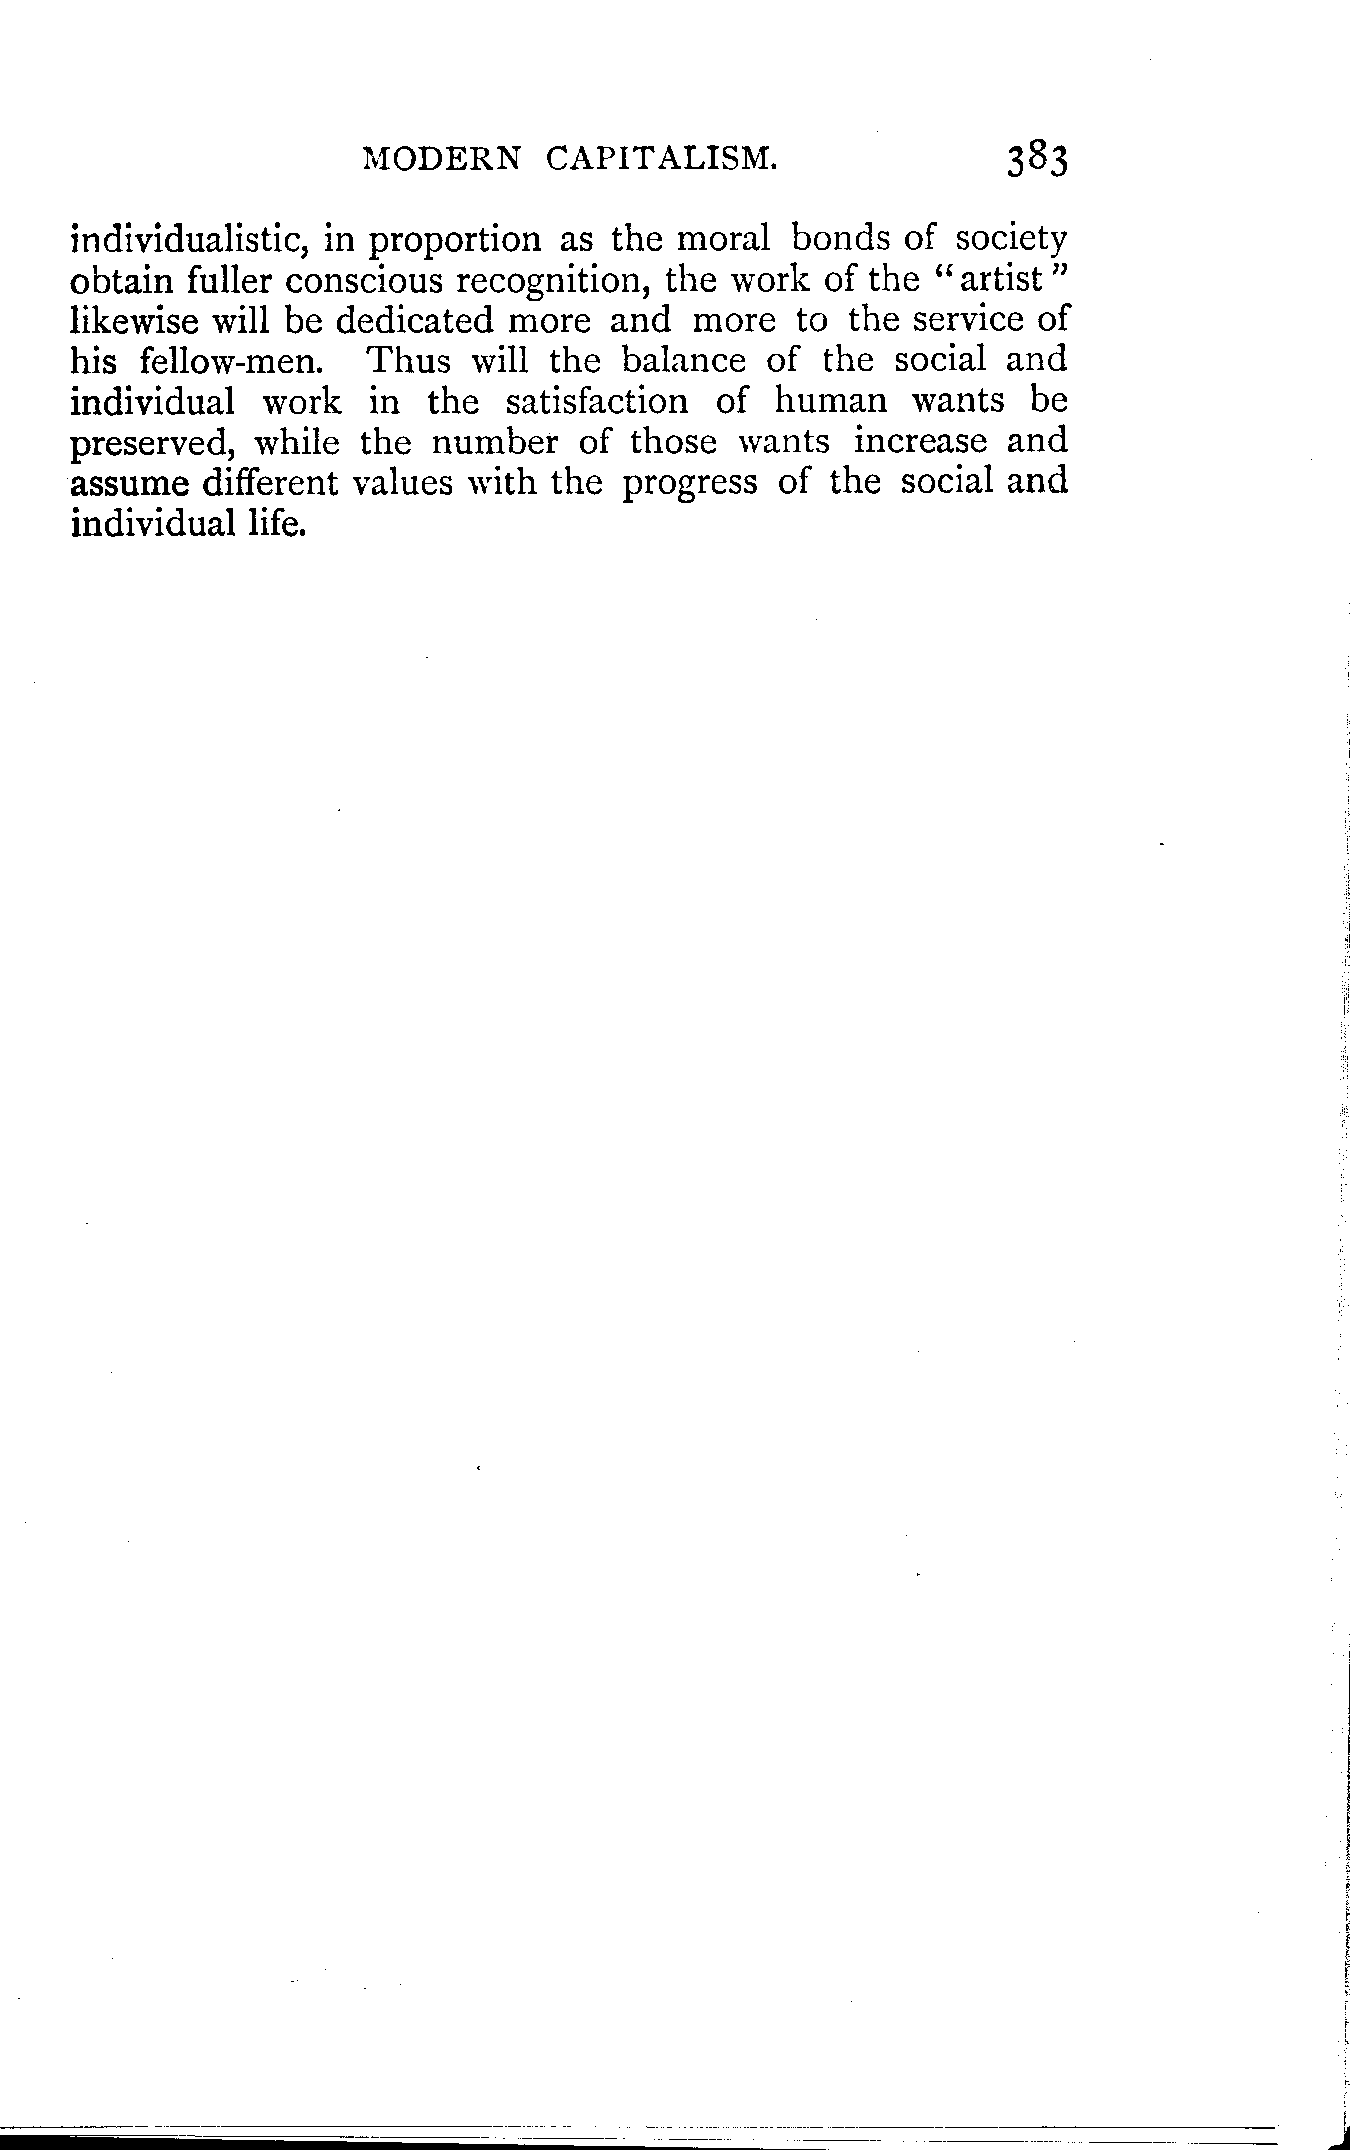 MODERN CAPITALISM. 383
individualistic, in proportion as the moral bonds of society
obtain fuller conscious recognition, the work of the “artist”
likewise will be dedicated more and more to the service of
his fellow-men. Thus will the balance of the social and
individual work in the satisfaction of human wants be
preserved, while the number of those wants increase and
assume different values with the progress of the social and
individual life.